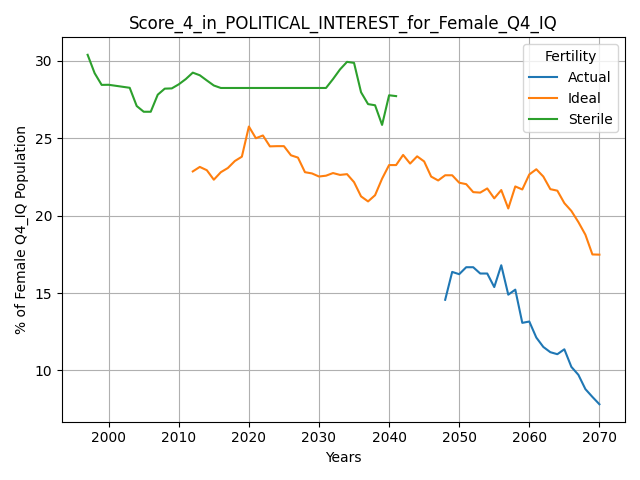 Score_4_in_POLITICAL_INTEREST_for_Female_Q4_IQ
Fertility
Actual
Ideal
Sterile
% of Female Q4_IQ Population
30
25
20
15
10
2000 2010 2020 2030 2040 2050 2060 2070
Years